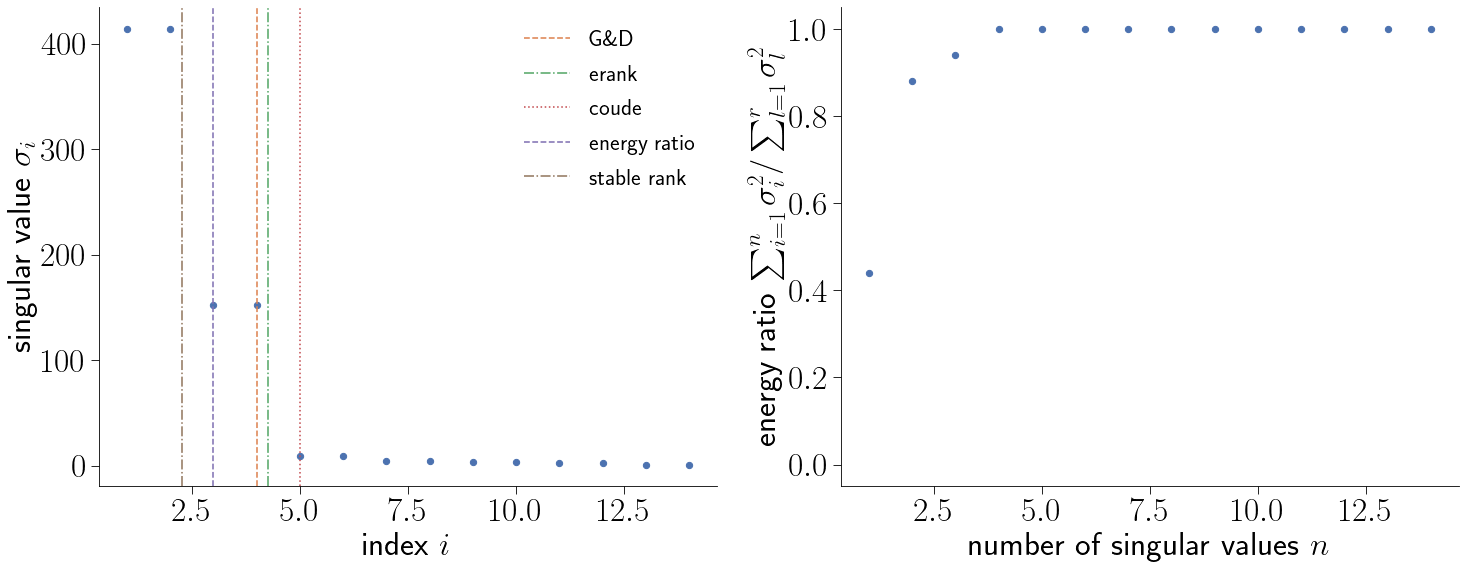 400
300
200
100
0
singular value σ_i
G&D
erank
coude
energy ratio
stable rank
2.5 5.0 7.5 10.0 12.5
index i
1.0
0.8
0.6
0.4
0.2
0.0
energy ratio ∑_{i=1}^{n} σ_i^2 / ∑_{l=1}^{r} σ_l^2
2.5 5.0 7.5 10.0 12.5
number of singular values n